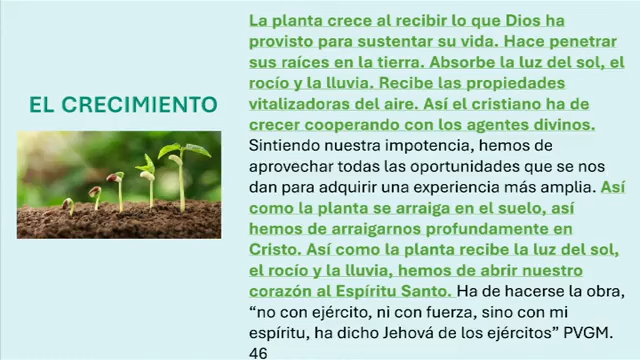 EL CRECIMIENTO
La planta crece al recibir lo que Dios ha
provisto para sustentar su vida. Hace penetrar
sus raíces en la tierra. Absorbe la luz del sol, el
rocío y la lluvia. Recibe las propiedades
vitalizadoras del aire. Así el cristiano ha de
crecer cooperando con los agentes divinos.
Sintiendo nuestra impotencia, hemos de
aprovechar todas las oportunidades que se nos
dan para adquirir una experiencia más amplia. Así
como la planta se arraiga en el suelo, así
hemos de arraigarnos profundamente en
Cristo. Así como la planta recibe la luz del sol,
el rocío y la lluvia, hemos de abrir nuestro
corazón al Espíritu Santo. Ha de hacerse la obra,
“no con ejército, ni con fuerza, sino con mi
espíritu, ha dicho Jehová de los ejércitos” PVGM.
46